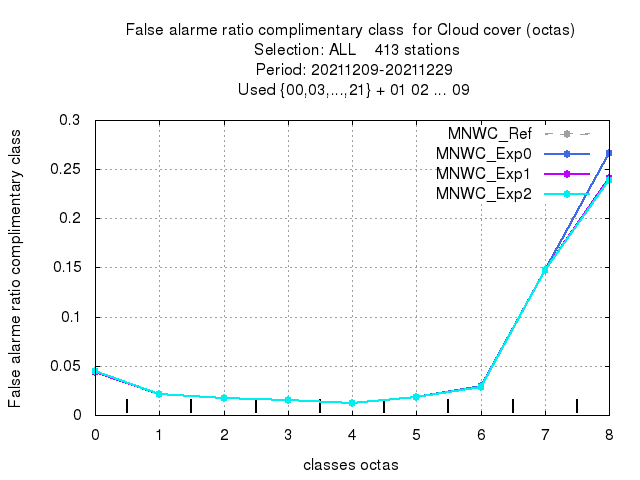 False alarme ratio complimentary class  for Cloud cover (octas)
Selection: ALL    413 stations
Period: 20211209-20211229
Used {00,03,...,21} + 01 02 ... 09
False alarme ratio complimentary class
0.3
0.25
0.2
0.15
0.1
0.05
0
MNWC_Ref
MNWC_Exp0
MNWC_Exp1
MNWC_Exp2
0 1 2 3 4 5 6 7 8
classes octas